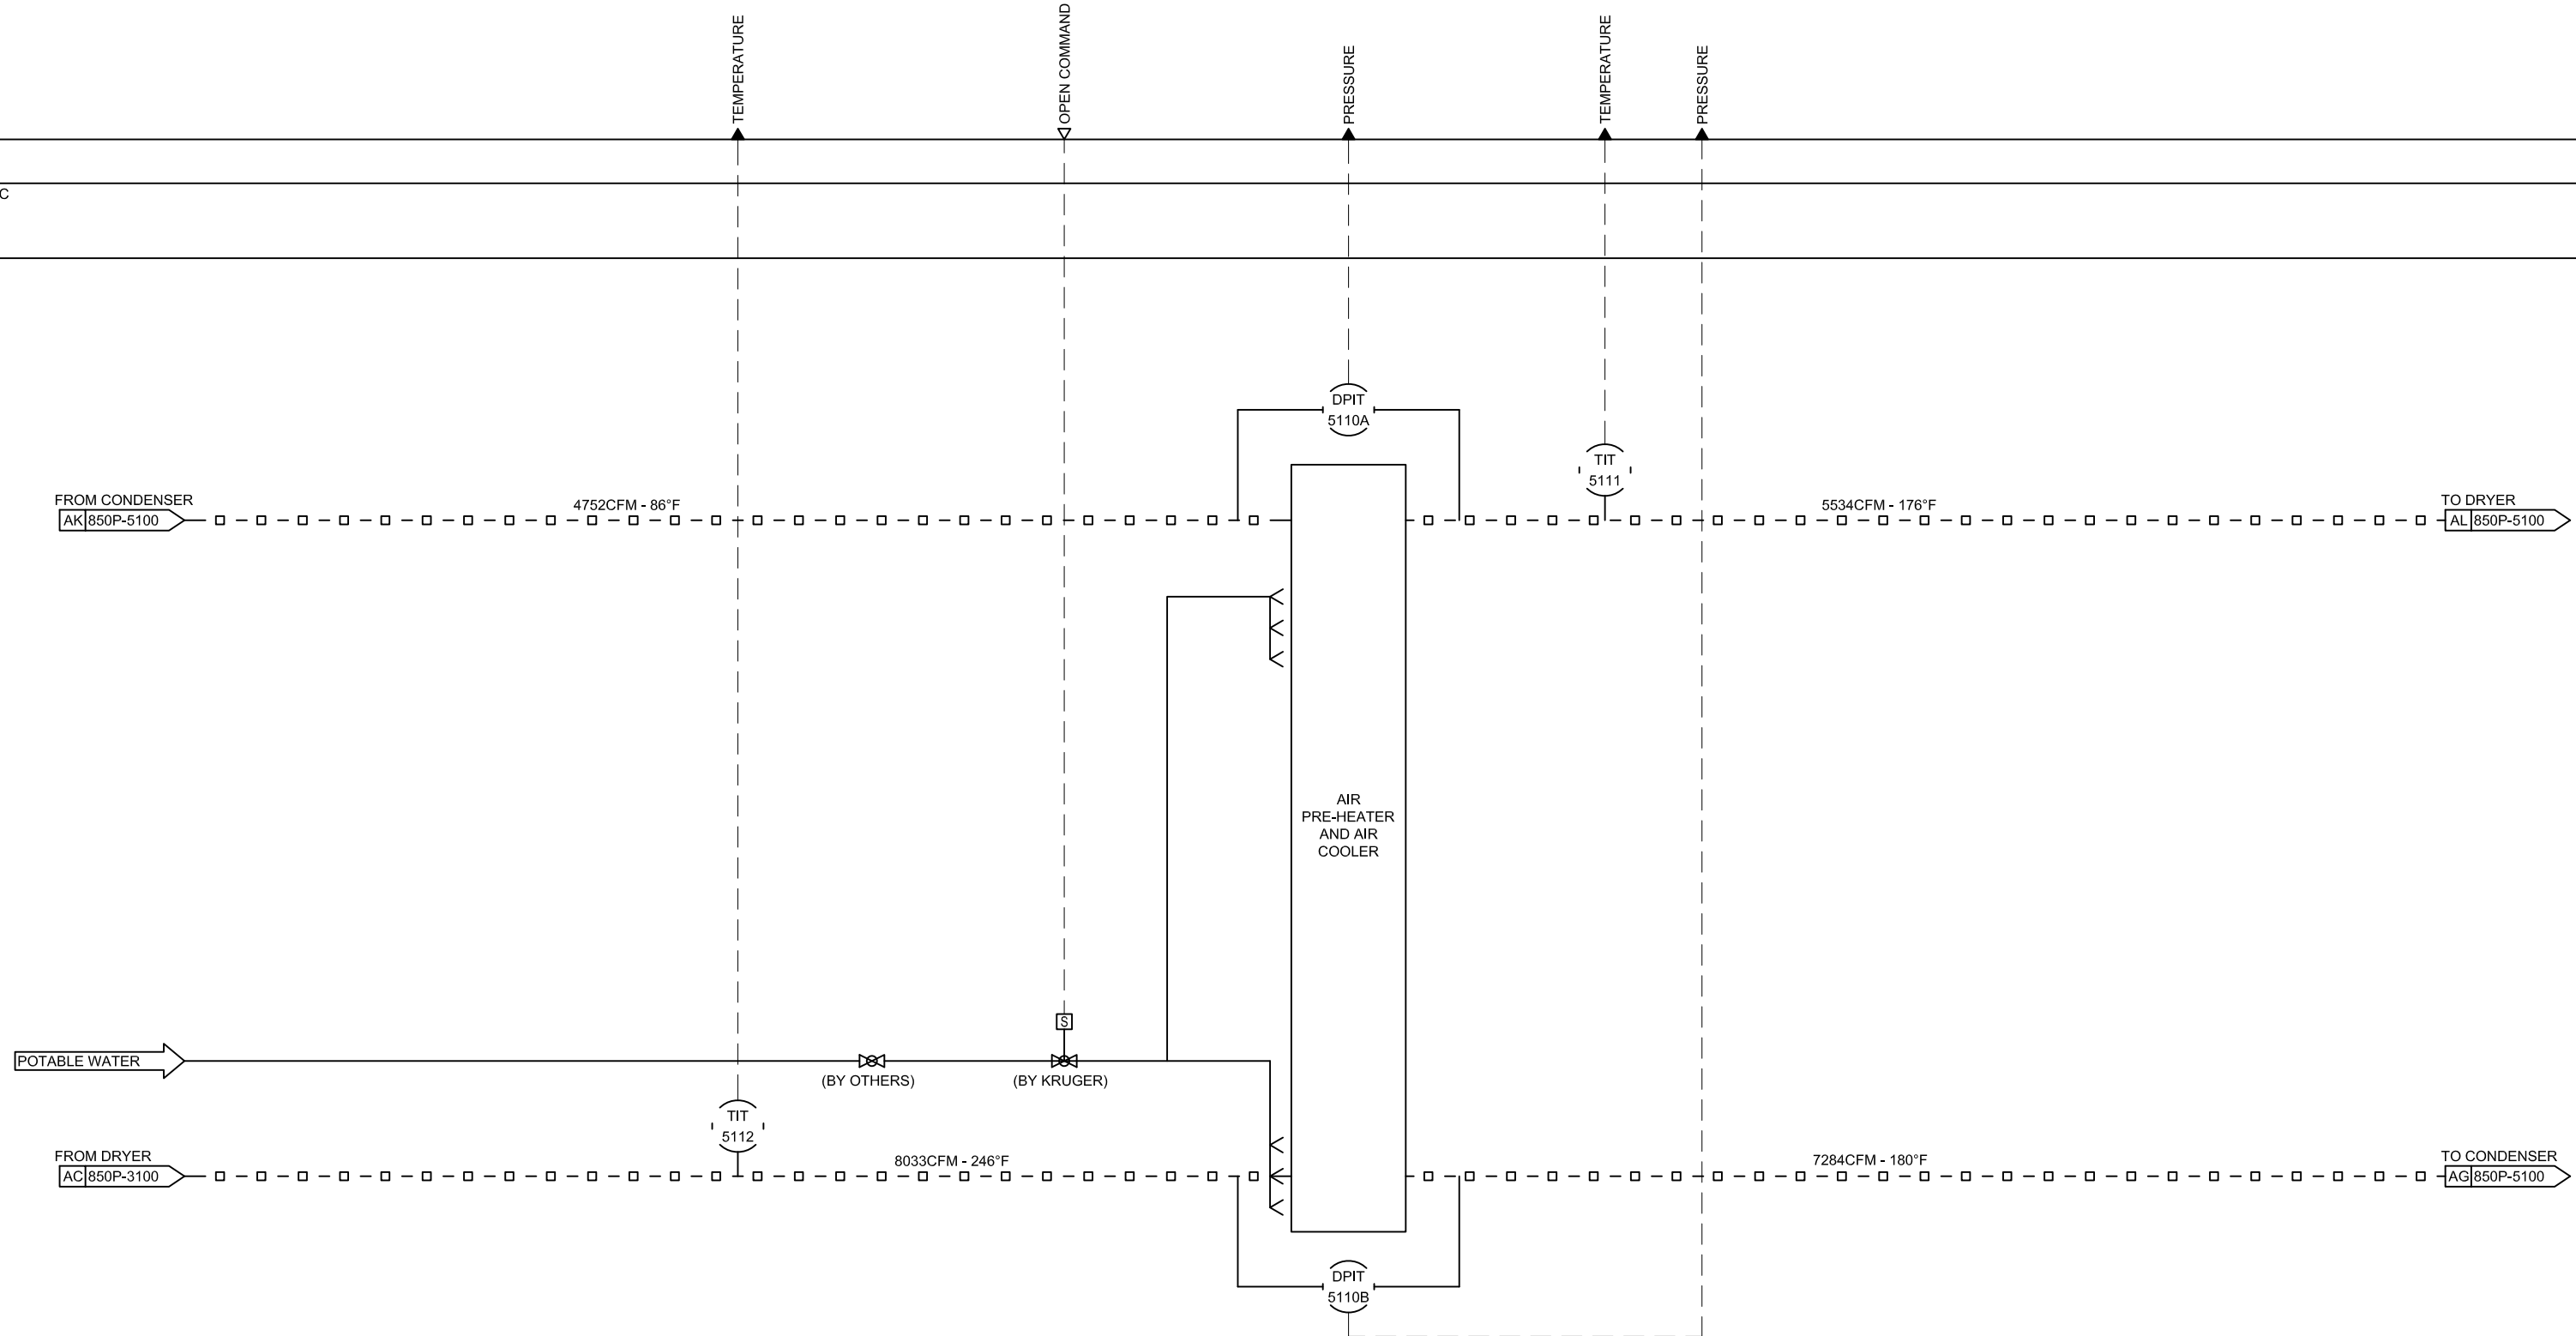 TEMPERATURE
OPEN COMMAND
PRESSURE
TEMPERATURE
PRESSURE
C
DPIT
5110A
TIT
5111
FROM CONDENSER
AK 850P-5100
4752CFM - 86°F
5534CFM - 176°F
TO DRYER
AL 850P-5100
AIR
PRE-HEATER
AND AIR
COOLER
S
POTABLE WATER
(BY OTHERS)
(BY KRUGER)
TIT
5112
FROM DRYER
AC 850P-3100
8033CFM - 246°F
7284CFM - 180°F
TO CONDENSER
AG 850P-5100
DPIT
5110B